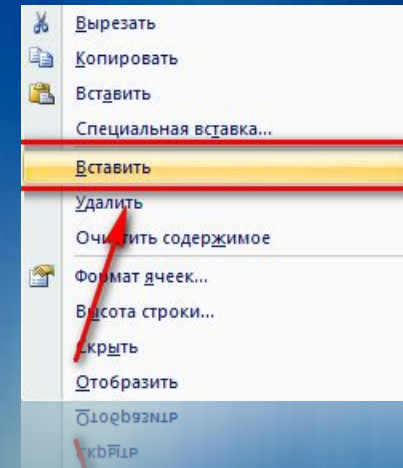 Вырезать
Копировать
Вставить
Специальная вставка...
Вставить
Удалить
Очистить содержимое
Формат ячеек...
Высота строки...
Скрыть
Отобразить